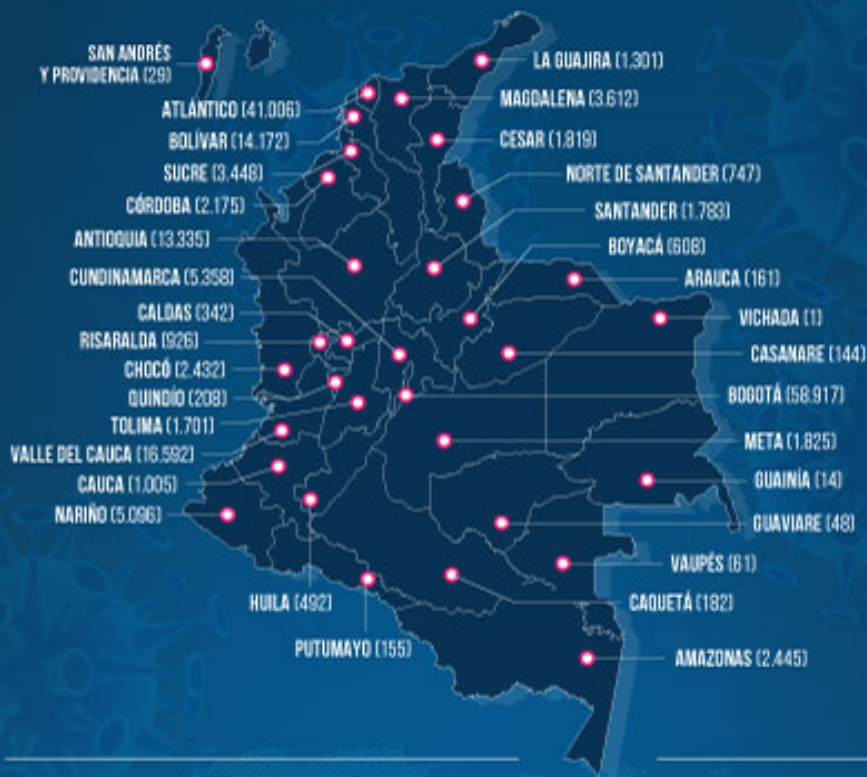 SAN ANDRÉS
Y PROVIDENCIA (29)
ATLÁNTICO (41.006)
BOLÍVAR (14.172)
SUCRE (3.448)
CÓRDOBA (2.175)
ANTIOQUIA (13.335)
CUNDINAMARCA (5.358)
CALDAS (342)
RISARALDA (926)
CHOCÓ (2.432)
QUINDÍO (208)
TOLIMA (1.701)
VALLE DEL CAUCA (16.592)
CAUCA (1.005)
NARIÑO (5.096)
HUILA (492)
PUTUMAYO (155)
LA GUAJIRA (1.301)
MAGDALENA (3.612)
CESAR (1.819)
NORTE DE SANTANDER (747)
SANTANDER (1.783)
BOYACÁ (608)
ARAUCA (161)
VICHADA (1)
CASANARE (144)
BOGOTÁ (58.917)
META (1.825)
GUAINÍA (14)
GUAVIARE (48)
VAUPÉS (61)
CAQUETÁ (182)
AMAZONAS (2.445)